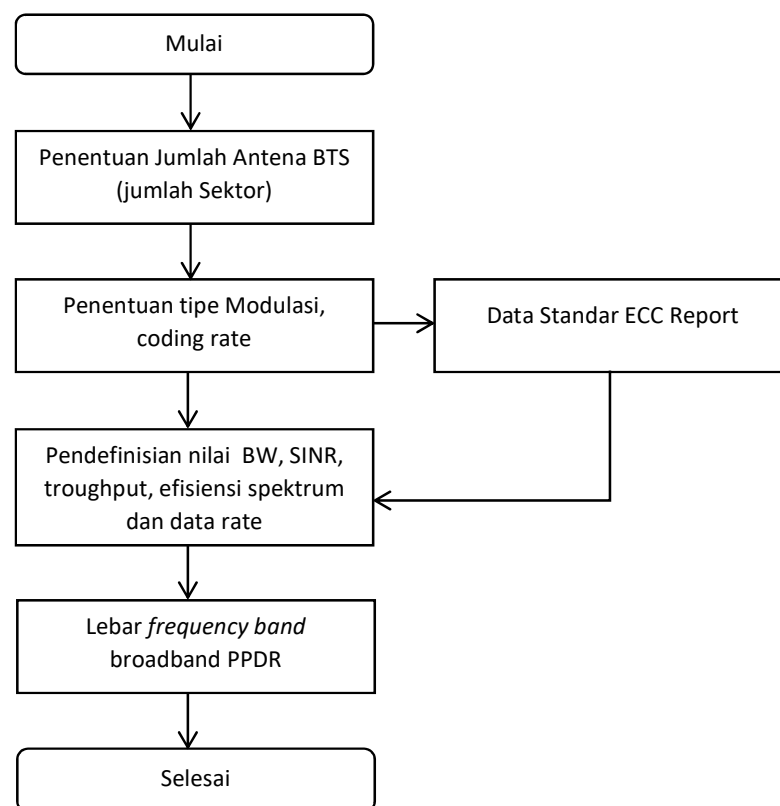 Mulai
Penentuan Jumlah Antena BTS
(jumlah Sektor)
Penentuan tipe Modulasi,
coding rate
Data Standar ECC Report
Pendefinisian nilai BW, SINR,
troughput, efisiensi spektrum
dan data rate
Lebar frequency band
broadband PPDR
Selesai